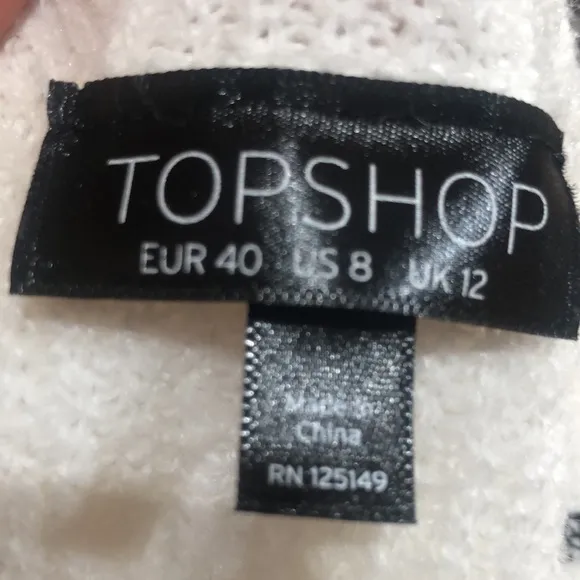 TOPSHOP
EUR 40 US 8 UK 12
Made in
China
RN 125149